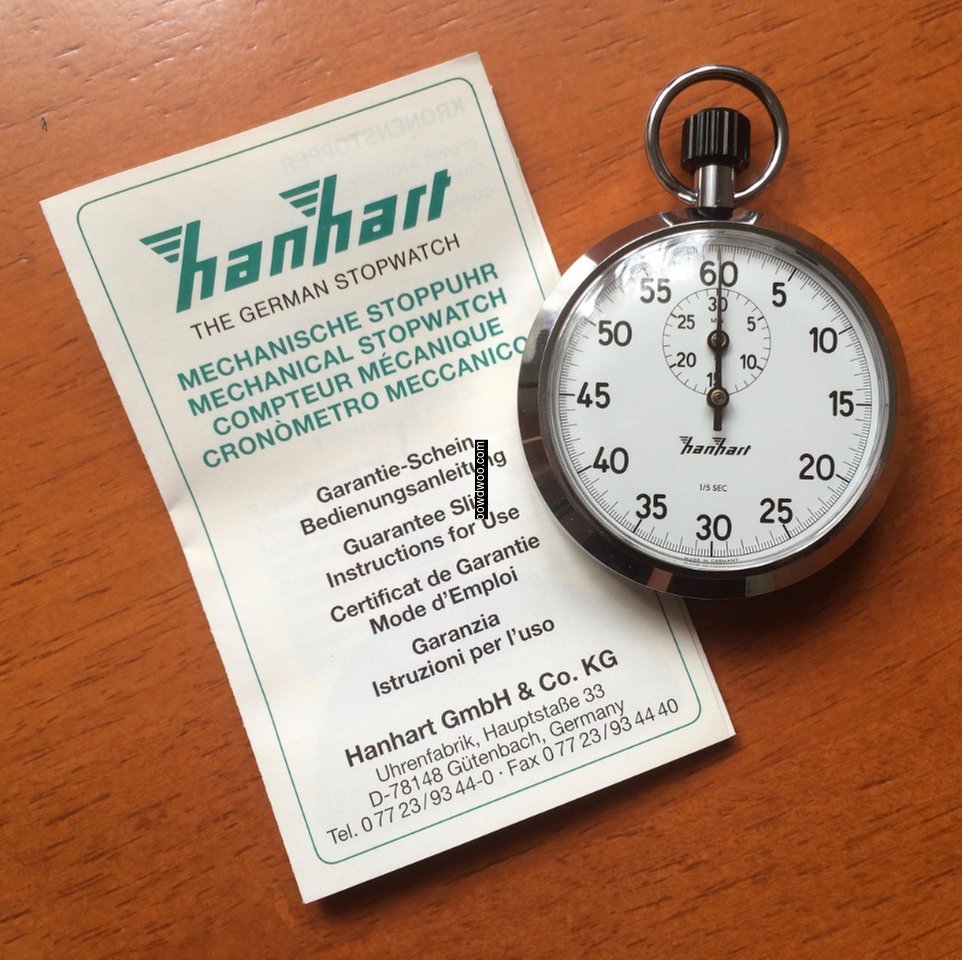 hanhart
THE GERMAN STOPWATCH
MECHANISCHE STOPPUHR
MECHANICAL STOPWATCH
COMPTEUR MÉCANIQUE
CRONÒMETRO MECCANICO
Garantie-Schein
Bedienungsanleitung
Guarantee Slip
Instructions for Use
Certificat de Garantie
Mode d'Emploi
Garanzia
Istruzioni per l'uso
Hanhart GmbH & Co. KG
Uhrenfabrik, Hauptstaße 33
D-78148 Gütenbach, Germany
Tel. 0 77 23/93 44-0 · Fax 0 77 23/93 44 40
powdwoo.com
60
5
10
15
20
25
30
35
40
45
50
55
30
5
10
15
20
25
hanhart
1/5 SEC
MADE IN GERMANY
KRONENSTOPPER